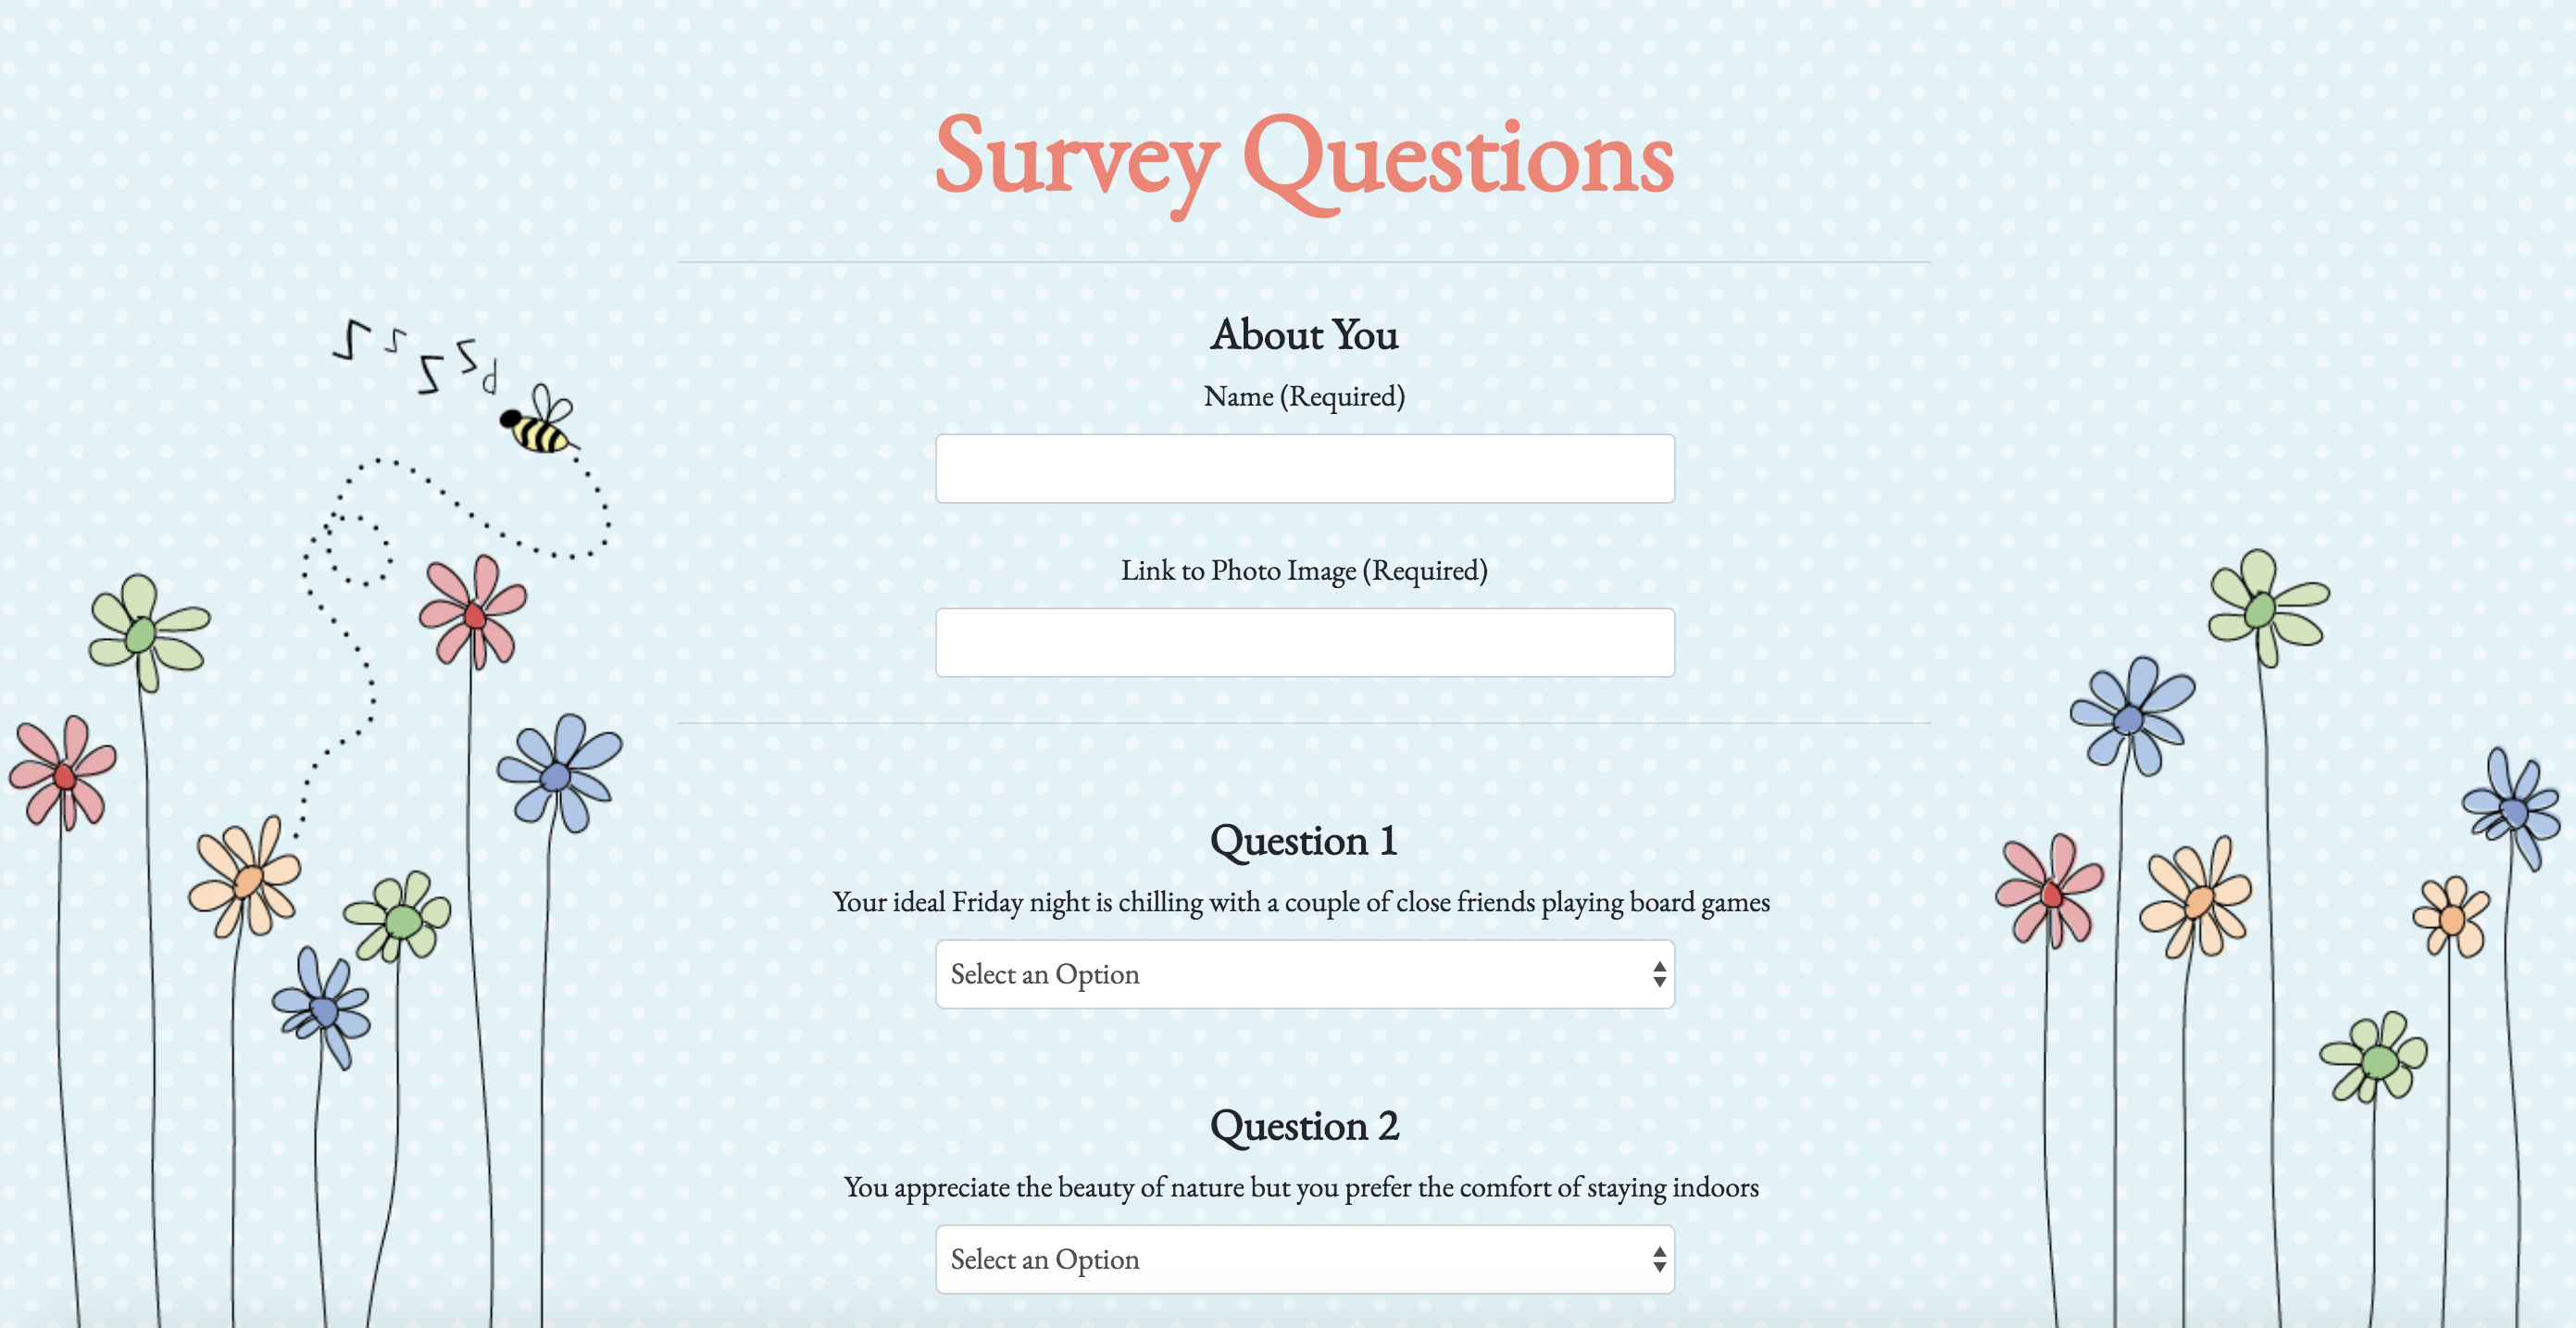 Survey Questions
About You
Name (Required)
Link to Photo Image (Required)
Question 1
Your ideal Friday night is chilling with a couple of close friends playing board games
Select an Option
Question 2
You appreciate the beauty of nature but you prefer the comfort of staying indoors
Select an Option